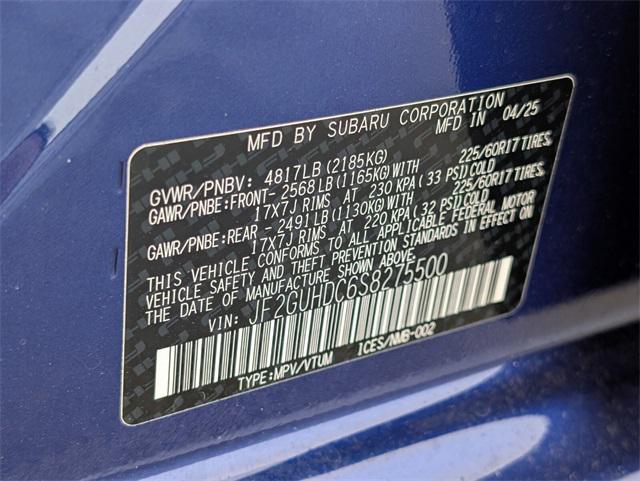 MFD BY SUBARU CORPORATION
MFD IN 04/25
GVWR/PNBV: 4817LB (2185KG)
GAWR/PNBE:FRONT- 2568 LB (1165KG) WITH 225/60R17 TIRES,
17X7J RIMS AT 230 KPA (33 PSI) COLD
GAWR/PNBE:REAR - 2491 LB (1130KG) WITH 225/60R17 TIRES,
17X7J RIMS AT 220 KPA (32 PSI) COLD
THIS VEHICLE CONFORMS TO ALL APPLICABLE FEDERAL MOTOR
VEHICLE SAFETY AND THEFT PREVENTION STANDARDS IN EFFECT ON
THE DATE OF MANUFACTURE SHOWN ABOVE.
VIN: JF2GUHDC6S8275500
TYPE:MPV/VTUM ICES/NMB-002